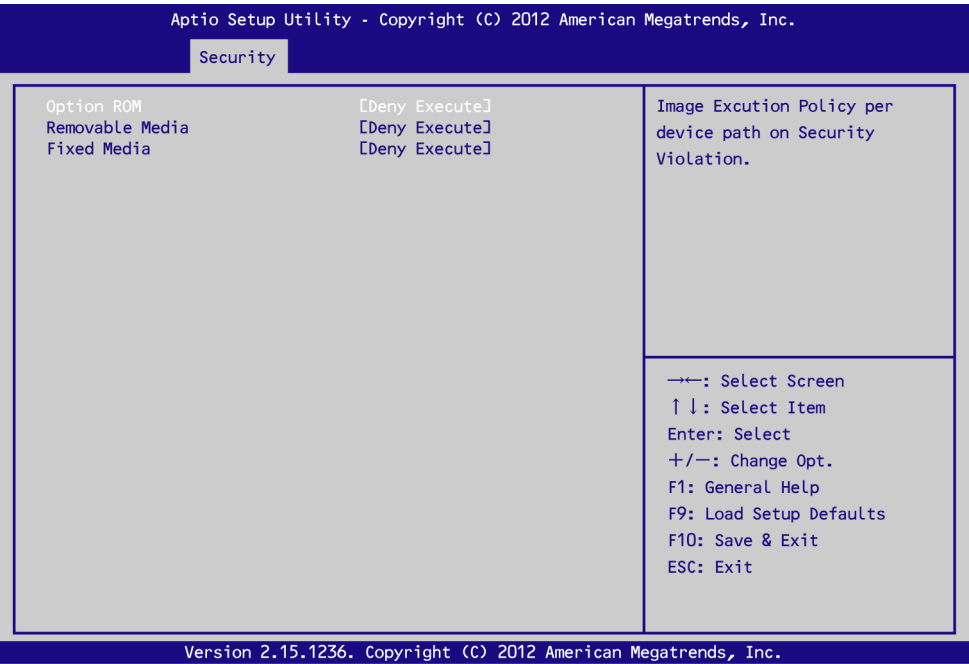 Aptio Setup Utility - Copyright (C) 2012 American Megatrends, Inc.
Security
Option ROM [Deny Execute]
Removable Media [Deny Execute]
Fixed Media [Deny Execute]
Image Excution Policy per
device path on Security
Violation.
→←: Select Screen
↑↓: Select Item
Enter: Select
+/−: Change Opt.
F1: General Help
F9: Load Setup Defaults
F10: Save & Exit
ESC: Exit
Version 2.15.1236. Copyright (C) 2012 American Megatrends, Inc.